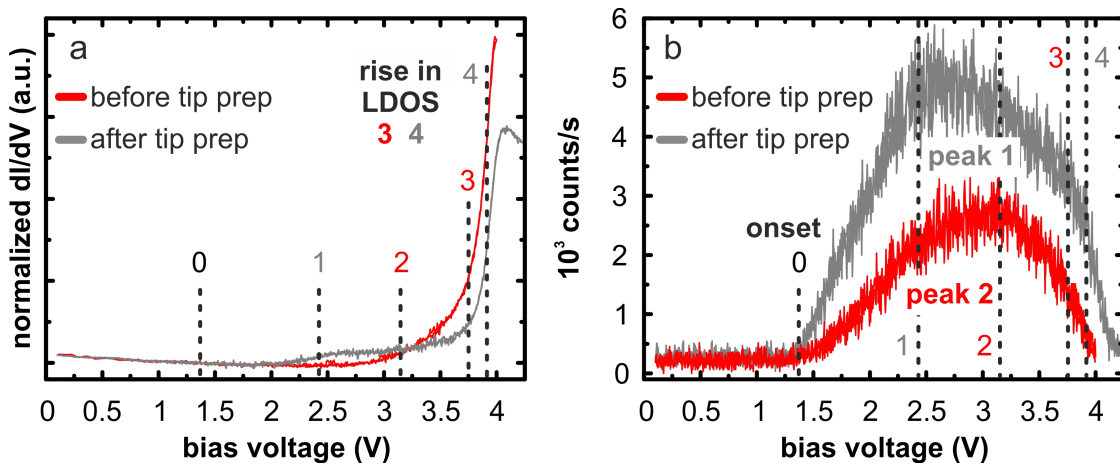 a
before tip prep
after tip prep
rise in
LDOS
3 4
4
3
0
1
2
0 0.5 1 1.5 2.0 2.5 3.0 3.5 4.0
bias voltage (V)
normalized dI/dV (a.u.)
b
before tip prep
after tip prep
3
4
peak 1
onset
0
peak 2
1
2
6
5
4
3
2
1
0
0 0.5 1 1.5 2 2.5 3 3.5 4
bias voltage (V)
10³ counts/s